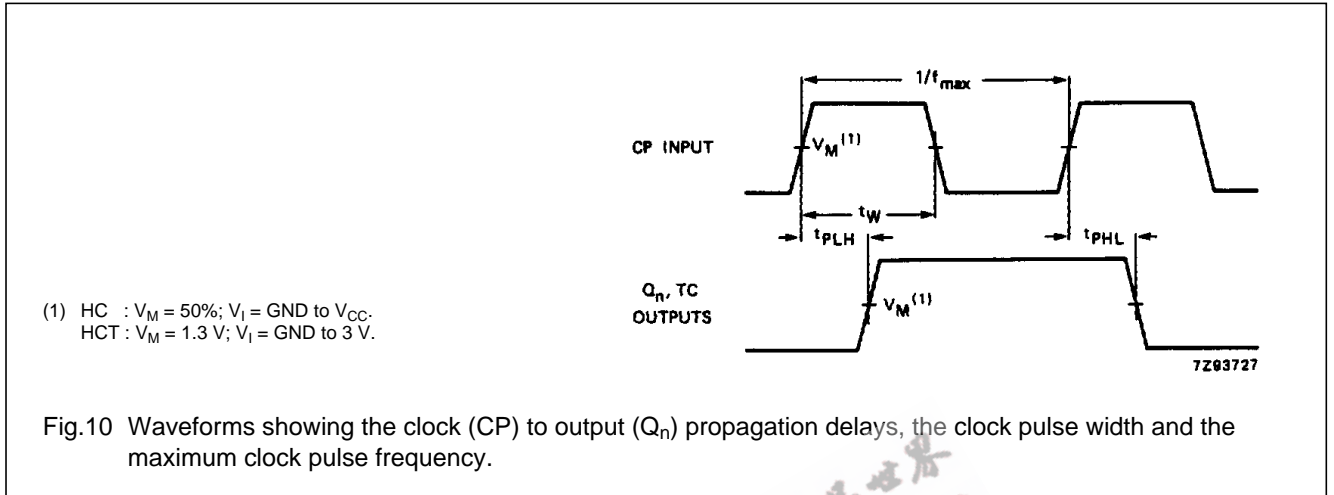 1/fmax
CP INPUT
VM(1)
tW
tPLH
tPHL
Qn, TC
OUTPUTS
VM(1)
7Z93727
(1) HC : VM = 50%; VI = GND to VCC.
HCT : VM = 1.3 V; VI = GND to 3 V.
Fig.10 Waveforms showing the clock (CP) to output (Qn) propagation delays, the clock pulse width and the
maximum clock pulse frequency.